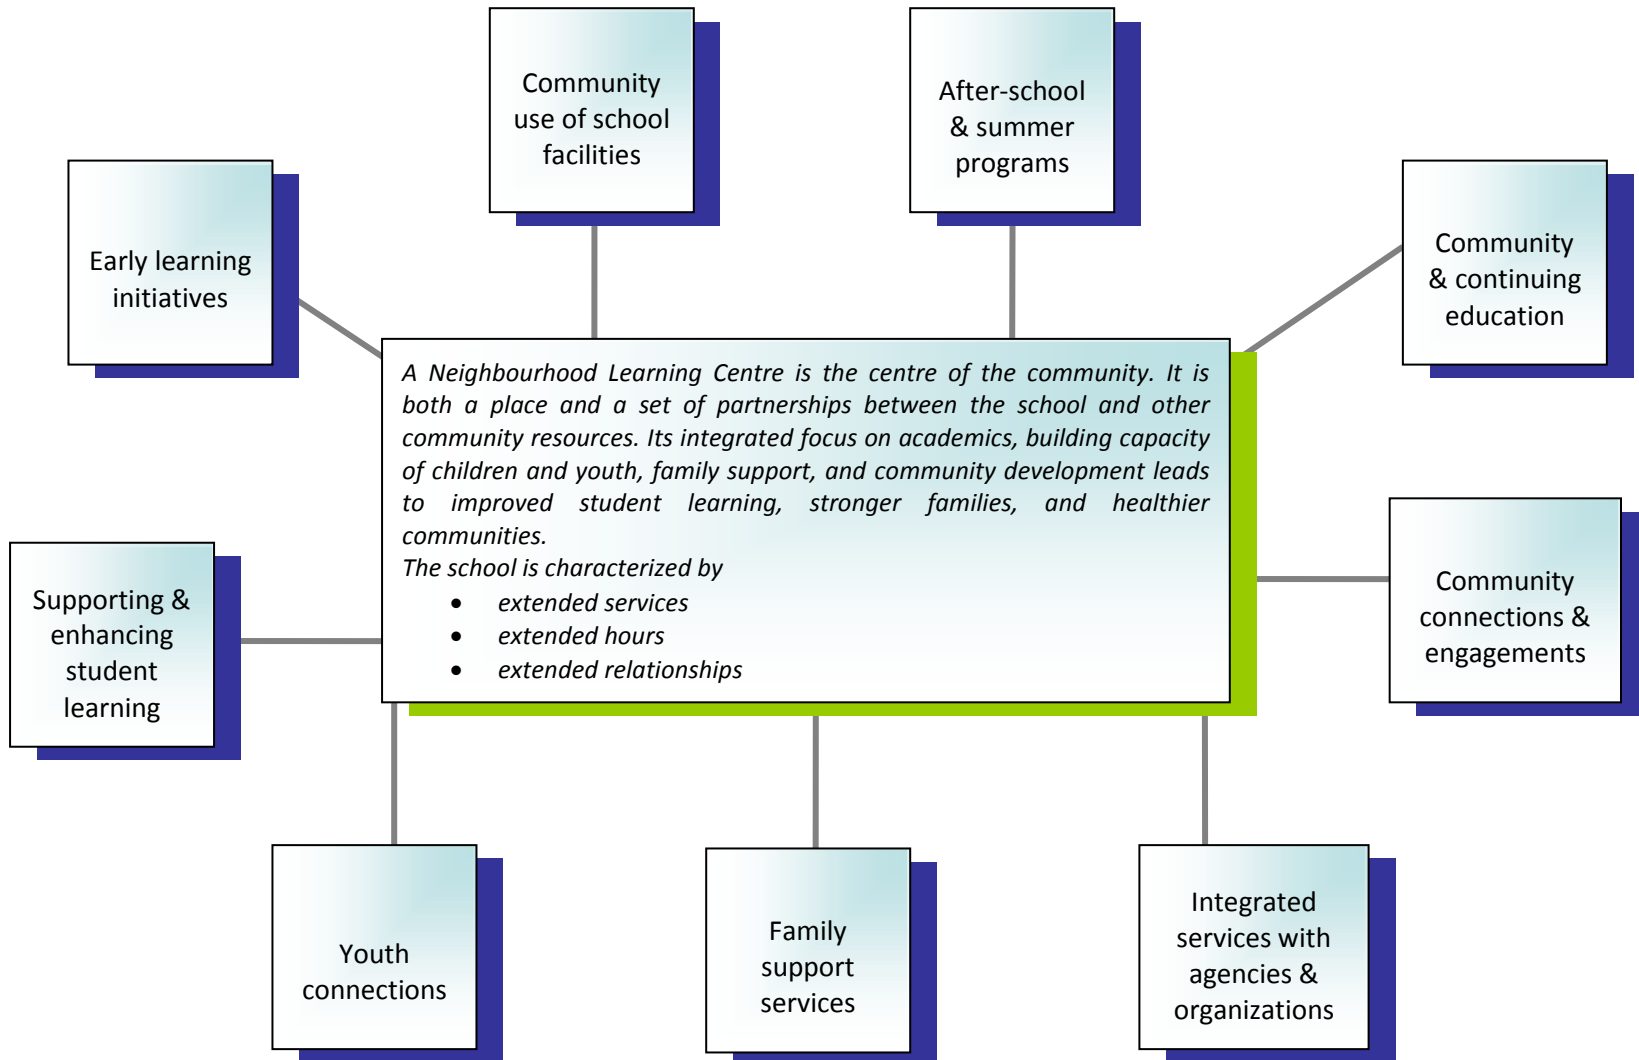 Community
use of school
facilities
After-school
& summer
programs
Early learning
initiatives
Community
& continuing
education
A Neighbourhood Learning Centre is the centre of the community. It is
both a place and a set of partnerships between the school and other
community resources. Its integrated focus on academics, building capacity
of children and youth, family support, and community development leads
to improved student learning, stronger families, and healthier
communities.
The school is characterized by
• extended services
• extended hours
• extended relationships
Supporting &
enhancing
student
learning
Community
connections &
engagements
Youth
connections
Family
support
services
Integrated
services with
agencies &
organizations